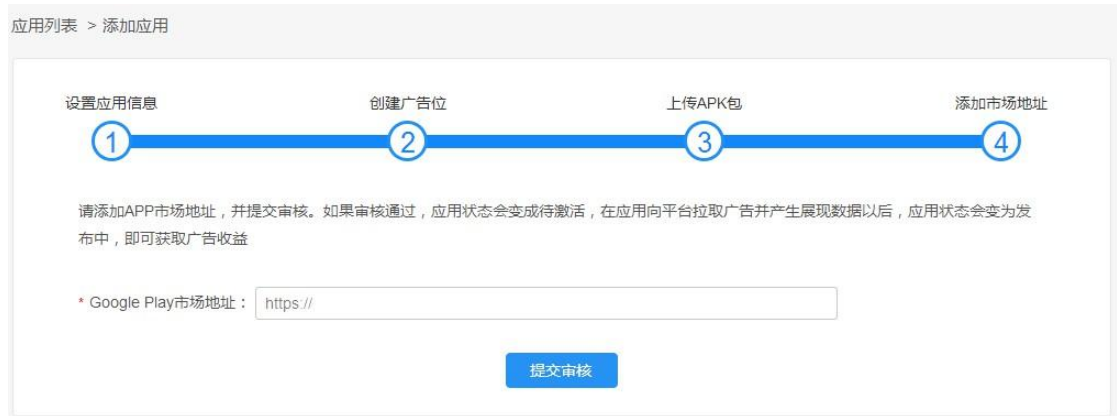 应用列表 > 添加应用
设置应用信息
创建广告位
上传APK包
添加市场地址
1
2
3
4
请添加APP市场地址，并提交审核。如果审核通过，应用状态会变成待激活，在应用向平台拉取广告并产生展现数据以后，应用状态会变为发
布中，即可获取广告收益
* Google Play市场地址： https://
提交审核